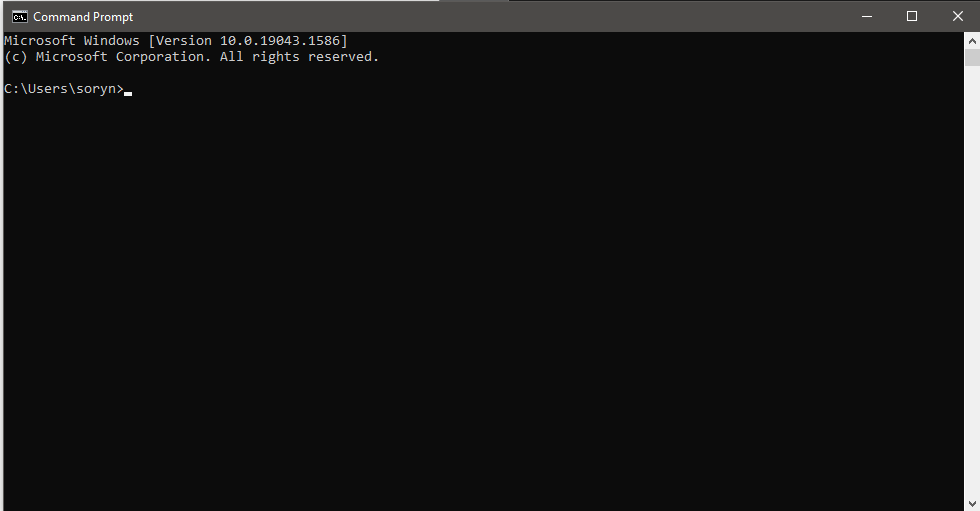 Command Prompt
Microsoft Windows [Version 10.0.19043.1586]
(c) Microsoft Corporation. All rights reserved.
C:\Users\soryn>